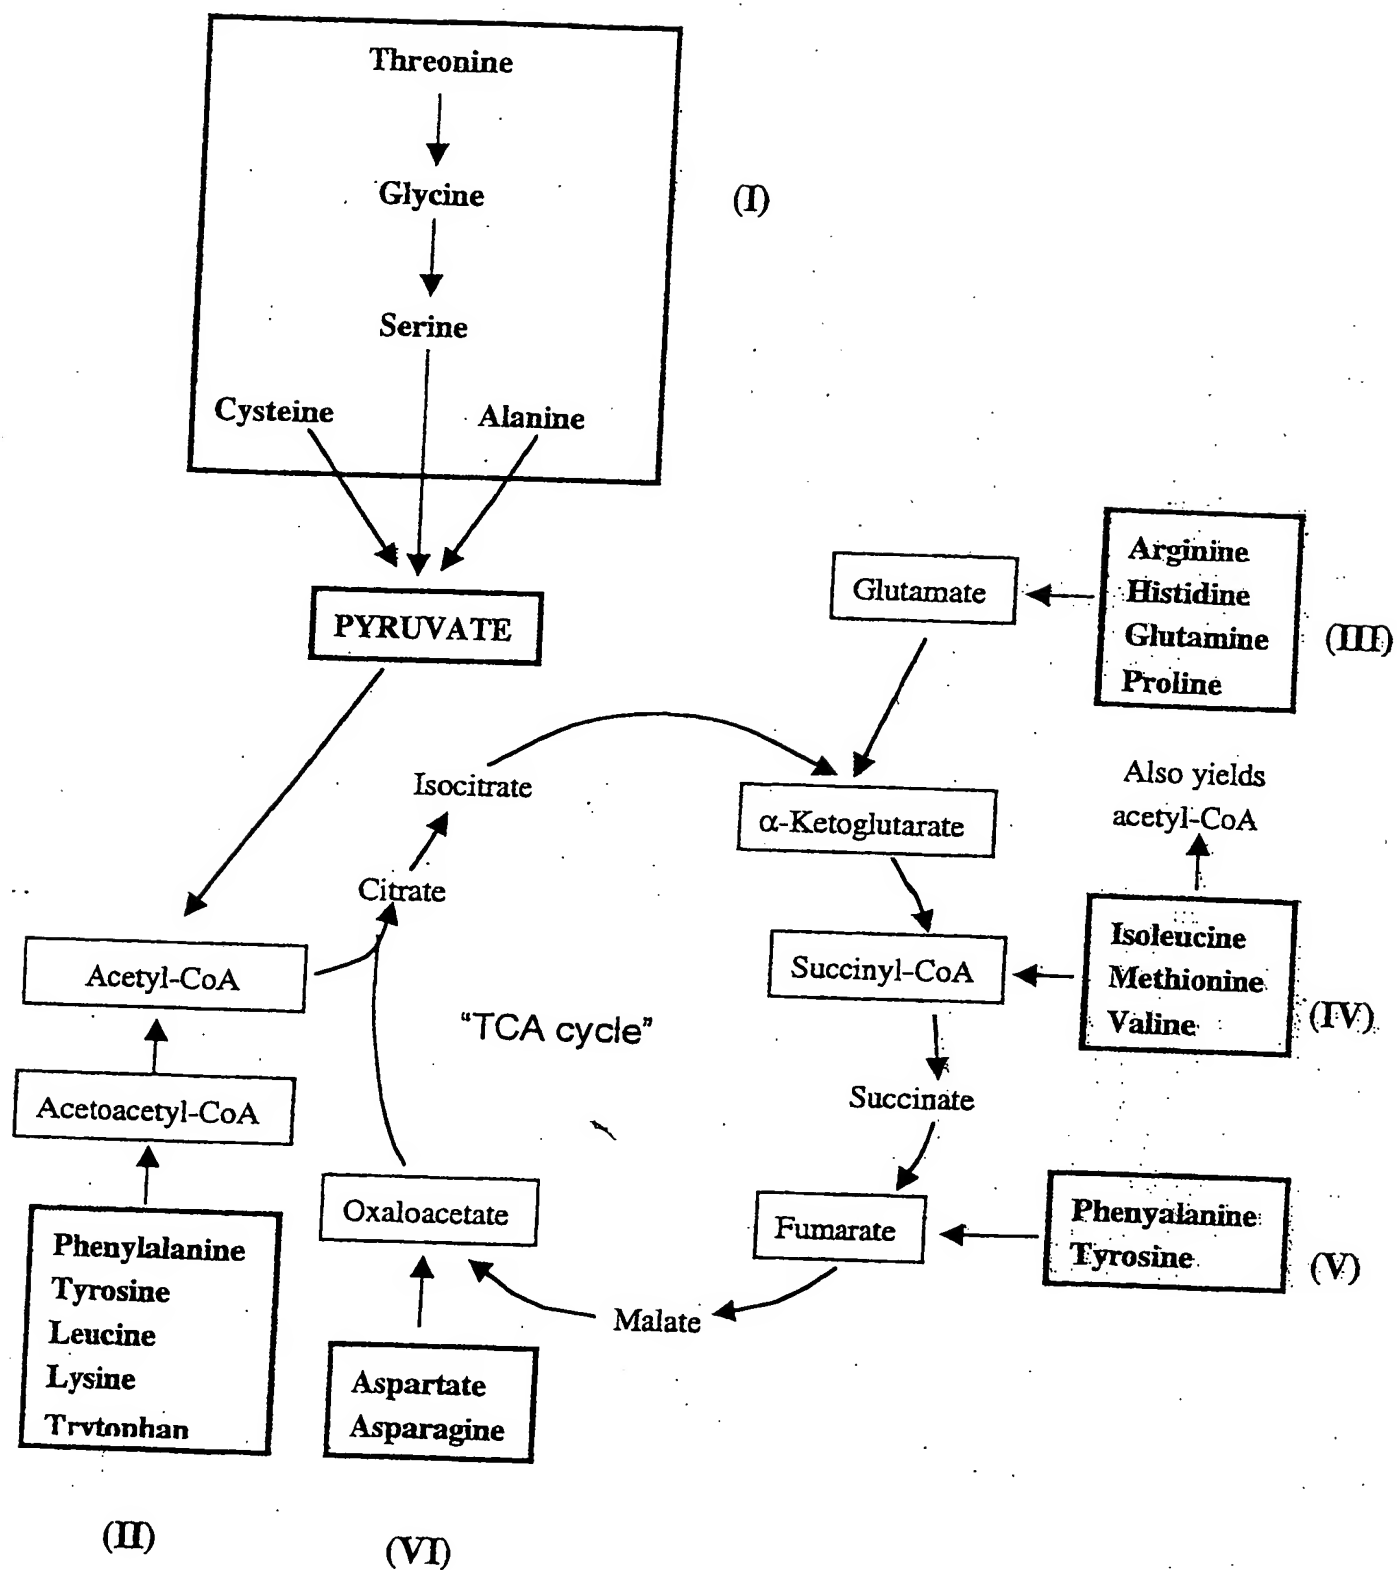 Threonine
Glycine
(I)
Serine
Cysteine
Alanine
PYRUVATE
Glutamate
Arginine
Histidine
Glutamine
Proline
(III)
Isocitrate
α-Ketoglutarate
Also yields
acetyl-CoA
Citrate
Acetyl-CoA
Succinyl-CoA
Isoleucine
Methionine
Valine
(IV)
"TCA cycle"
Acetoacetyl-CoA
Succinate
Oxaloacetate
Fumarate
Phenyalanine
Tyrosine
(V)
Phenylalanine
Tyrosine
Leucine
Lysine
Trytophan
Malate
Aspartate
Asparagine
(II)
(VI)